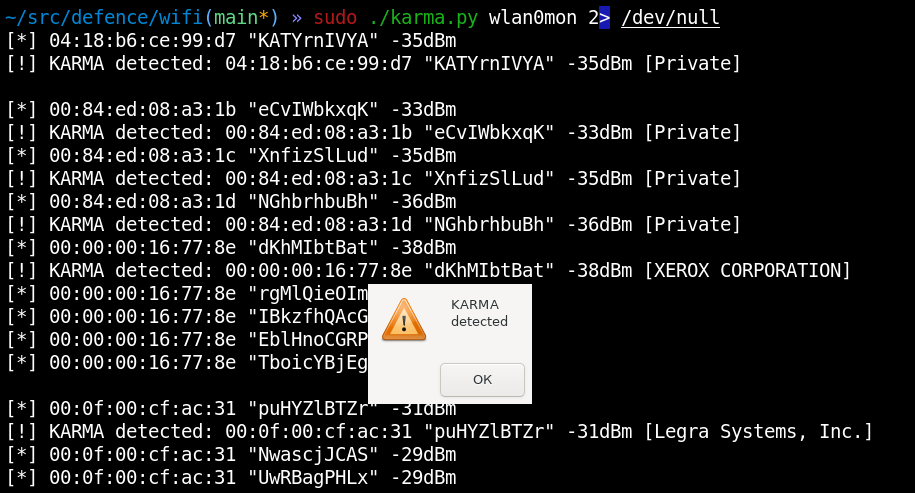 ~/src/defence/wifi(main*) » sudo ./karma.py wlan0mon 2> /dev/null
[*] 04:18:b6:ce:99:d7 "KATYrnIVYA" -35dBm
[!] KARMA detected: 04:18:b6:ce:99:d7 "KATYrnIVYA" -35dBm [Private]
[*] 00:84:ed:08:a3:1b "eCvIWbkxqK" -33dBm
[!] KARMA detected: 00:84:ed:08:a3:1b "eCvIWbkxqK" -33dBm [Private]
[*] 00:84:ed:08:a3:1c "XnfizSlLud" -35dBm
[!] KARMA detected: 00:84:ed:08:a3:1c "XnfizSlLud" -35dBm [Private]
[*] 00:84:ed:08:a3:1d "NGhbrhbuBh" -36dBm
[!] KARMA detected: 00:84:ed:08:a3:1d "NGhbrhbuBh" -36dBm [Private]
[*] 00:00:00:16:77:8e "dKhMIbtBat" -38dBm
[!] KARMA detected: 00:00:00:16:77:8e "dKhMIbtBat" -38dBm [XEROX CORPORATION]
[*] 00:00:00:16:77:8e "rgMlQieOIm
[*] 00:00:00:16:77:8e "IBkzfhQAcG
[*] 00:00:00:16:77:8e "EblHnoCGRP
[*] 00:00:00:16:77:8e "TboicYBjEg
KARMA
detected
OK
[*] 00:0f:00:cf:ac:31 "puHYZlBTZr" -31dBm
[!] KARMA detected: 00:0f:00:cf:ac:31 "puHYZlBTZr" -31dBm [Legra Systems, Inc.]
[*] 00:0f:00:cf:ac:31 "NwascjJCAS" -29dBm
[*] 00:0f:00:cf:ac:31 "UwRBagPHLx" -29dBm